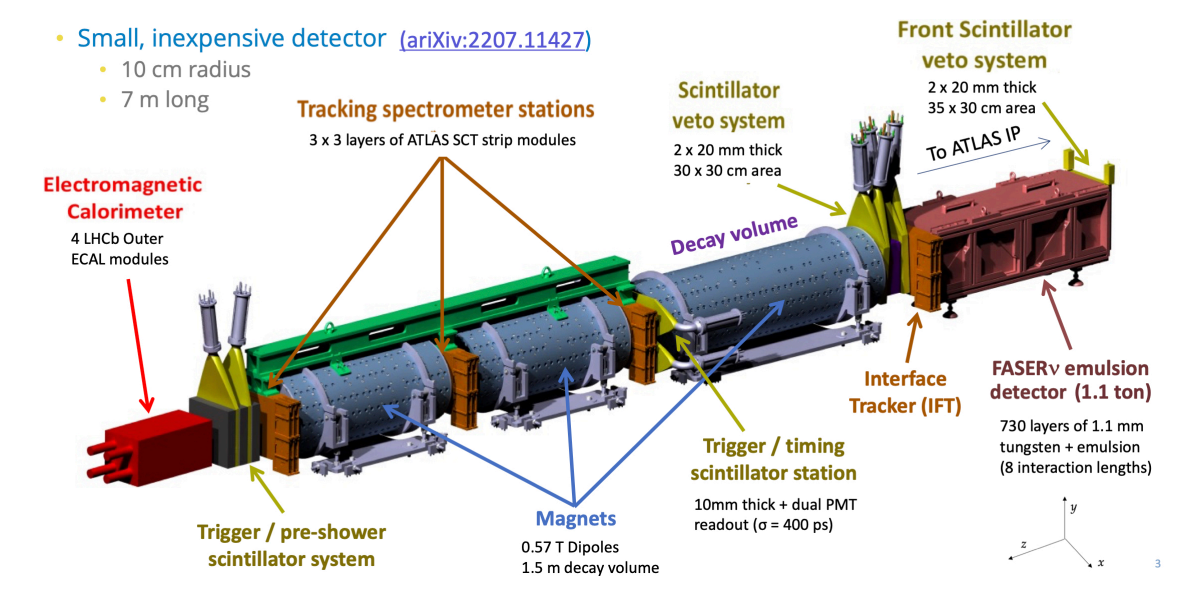 • Small, inexpensive detector (ariXiv:2207.11427)
• 10 cm radius
• 7 m long
Front Scintillator
veto system
2 x 20 mm thick
35 x 30 cm area
Scintillator
veto system
2 x 20 mm thick
30 x 30 cm area
To ATLAS IP
Tracking spectrometer stations
3 x 3 layers of ATLAS SCT strip modules
Electromagnetic
Calorimeter
4 LHCb Outer
ECAL modules
Decay volume
Interface
Tracker (IFT)
FASERν emulsion
detector (1.1 ton)
730 layers of 1.1 mm
tungsten + emulsion
(8 interaction lengths)
Trigger / timing
scintillator station
10mm thick + dual PMT
readout (σ = 400 ps)
Magnets
0.57 T Dipoles
1.5 m decay volume
Trigger / pre-shower
scintillator system
y
z
x
3